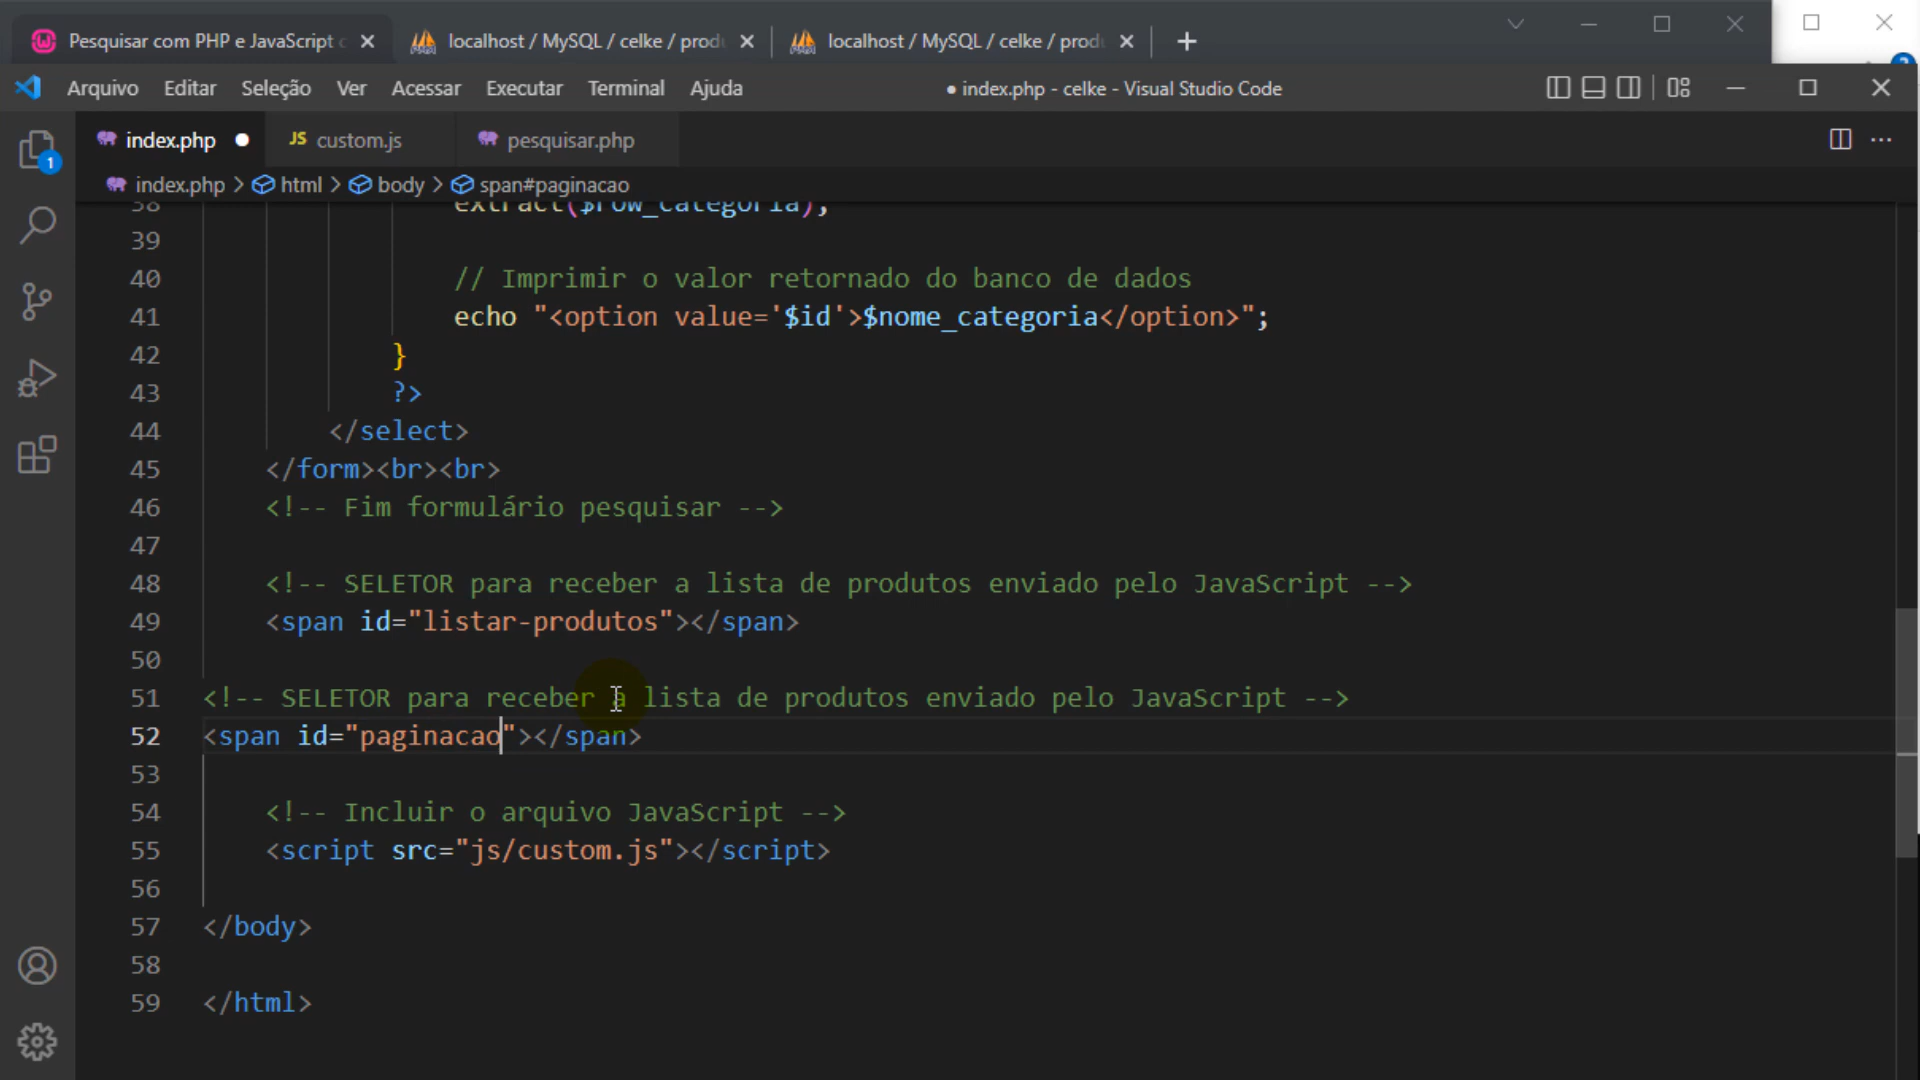 Pesquisar com PHP e JavaScript
localhost / MySQL / celke / prod
localhost / MySQL / celke / prod
Arquivo Editar Seleção Ver Acessar Executar Terminal Ajuda
● index.php - celke - Visual Studio Code
index.php
JS custom.js
pesquisar.php
1
index.php > html > body > span#paginacao
38 extract($row_categoria);
39
40 // Imprimir o valor retornado do banco de dados
41 echo "<option value='$id'>$nome_categoria</option>";
42 }
43 ?>
44 </select>
45 </form><br><br>
46 <!-- Fim formulário pesquisar -->
47
48 <!-- SELETOR para receber a lista de produtos enviado pelo JavaScript -->
49 <span id="listar-produtos"></span>
50
51 <!-- SELETOR para receber a lista de produtos enviado pelo JavaScript -->
52 <span id="paginacao"></span>
53
54 <!-- Incluir o arquivo JavaScript -->
55 <script src="js/custom.js"></script>
56
57 </body>
58
59 </html>